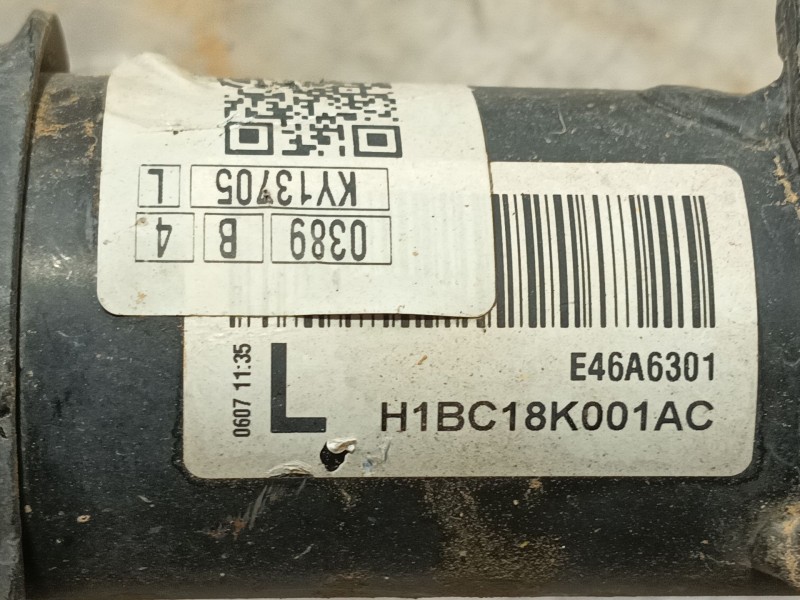 L KY13705
4 B 0389
0607 11:35
L
E46A6301
H1BC18K001AC